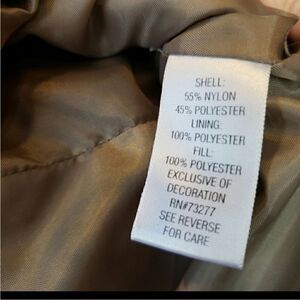 SHELL:
55% NYLON
45% POLYESTER
LINING:
100% POLYESTER
FILL:
100% POLYESTER
EXCLUSIVE OF
DECORATION
RN#73277
SEE REVERSE
FOR CARE